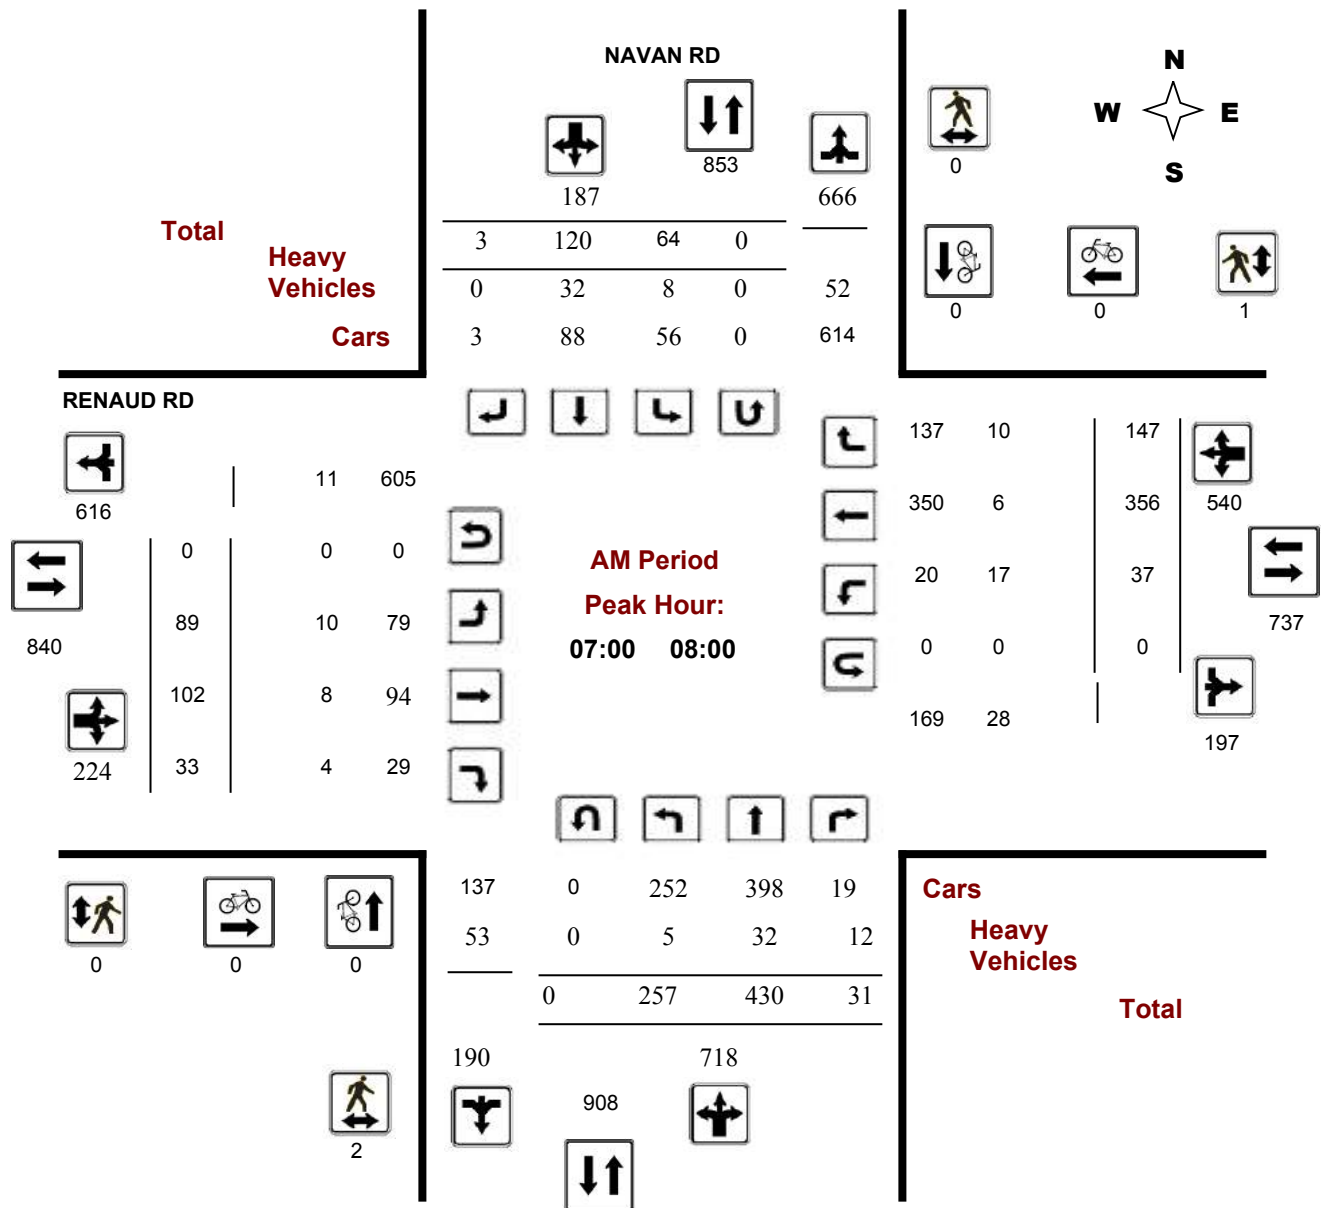 NAVAN RD
N
W E
S
853
0
187 666
Total
3 120 64 0
Heavy
Vehicles
0 32 8 0 52
0 0 1
Cars
3 88 56 0 614
RENAUD RD
137 10 147
11 605
616
350 6 356 540
0 0 0
AM Period
20 17 37
Peak Hour:
89 10 79
737
840
07:00 08:00
0 0 0
102 8 94
169 28
197
224 33 4 29
137 0 252 398 19
Cars
53 0 5 32 12
Heavy
Vehicles
0 0 0
0 257 430 31
Total
190 718
908
2